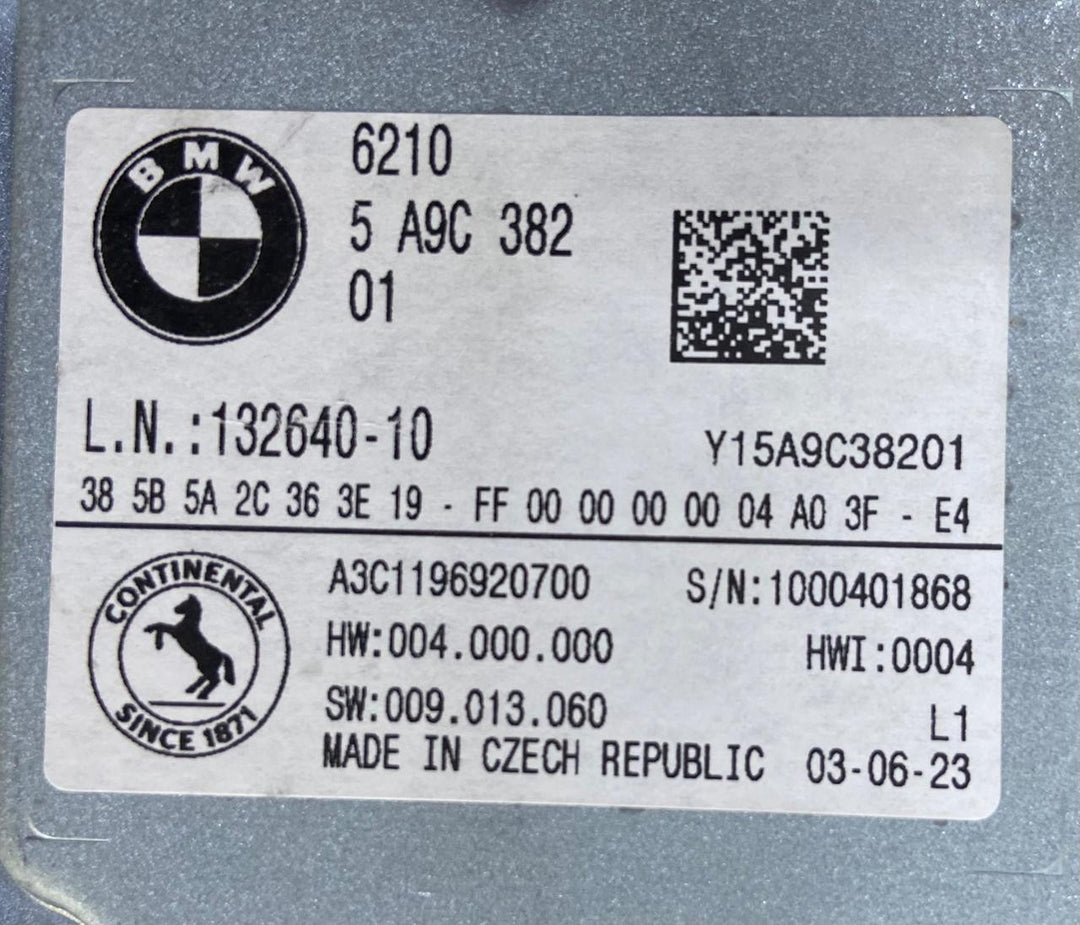 BMW
6210
5 A9C 382
01
L.N.:132640-10
Y15A9C38201
38 5B 5A 2C 36 3E 19 - FF 00 00 00 00 04 A0 3F - E4
CONTINENTAL
SINCE 1871
A3C1196920700 S/N:1000401868
HW:004.000.000 HWI:0004
SW:009.013.060 L1
MADE IN CZECH REPUBLIC 03-06-23